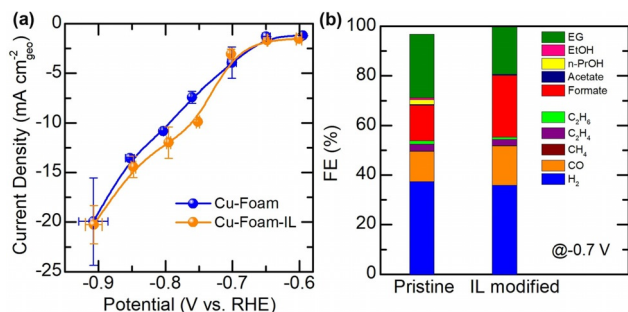 (a)
0
-5
-10
-15
-20
-25
Current Density (mA cm⁻²geo)
Cu-Foam
Cu-Foam-IL
-0.9 -0.8 -0.7 -0.6
Potential (V vs. RHE)
(b)
100
80
60
40
20
0
FE (%)
EG
EtOH
n-PrOH
Acetate
Formate
C₂H₆
C₂H₄
CH₄
CO
H₂
@-0.7 V
Pristine IL modified